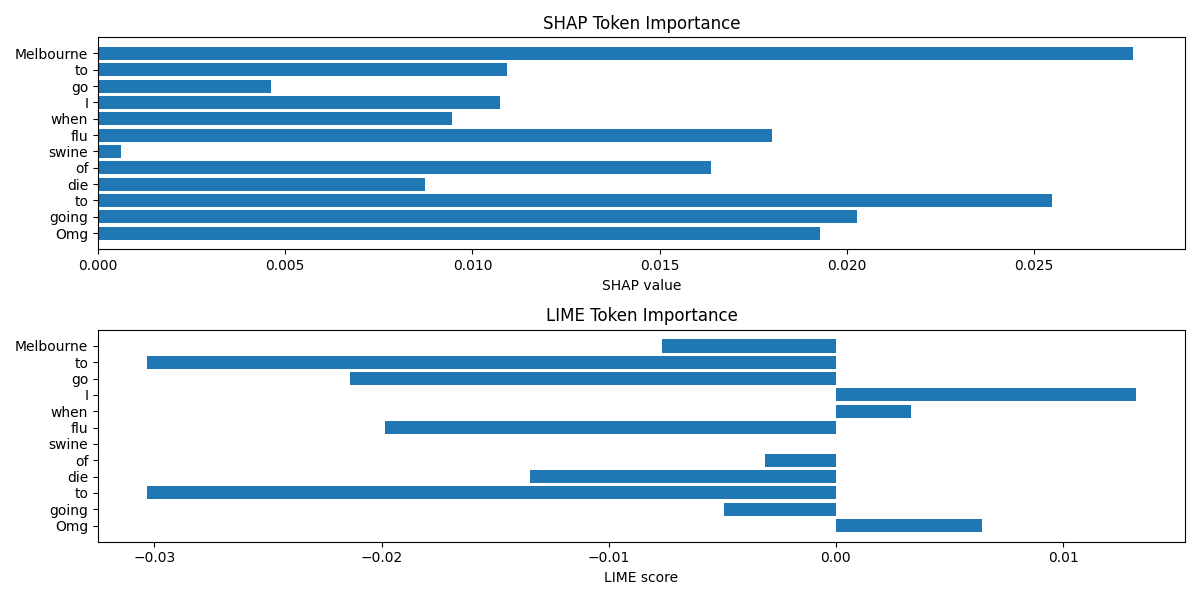 SHAP Token Importance
Melbourne
to
go
I
when
flu
swine
of
die
to
going
Omg
0.000 0.005 0.010 0.015 0.020 0.025
SHAP value
LIME Token Importance
Melbourne
to
go
I
when
flu
swine
of
die
to
going
Omg
−0.03 −0.02 −0.01 0.00 0.01
LIME score